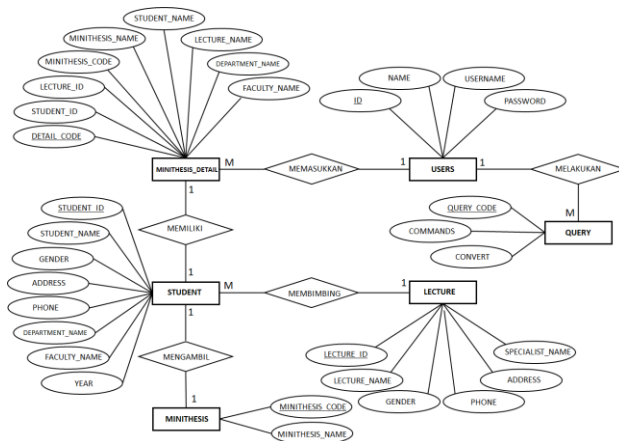 STUDENT_NAME
MINITHESIS_NAME
LECTURE_NAME
MINITHESIS_CODE
DEPARTMENT_NAME
LECTURE_ID
FACULTY_NAME
STUDENT_ID
DETAIL_CODE
NAME
USERNAME
ID
PASSWORD
MINITHESIS_DETAIL
M
MEMASUKKAN
1
USERS
1
MELAKUKAN
1
M
QUERY_CODE
COMMANDS
CONVERT
QUERY
STUDENT_ID
STUDENT_NAME
GENDER
ADDRESS
PHONE
DEPARTMENT_NAME
FACULTY_NAME
YEAR
MEMILIKI
1
STUDENT
M
MEMBIMBING
1
LECTURE
1
MENGAMBIL
1
MINITHESIS
MINITHESIS_CODE
MINITHESIS_NAME
LECTURE_ID
LECTURE_NAME
GENDER
PHONE
ADDRESS
SPECIALIST_NAME